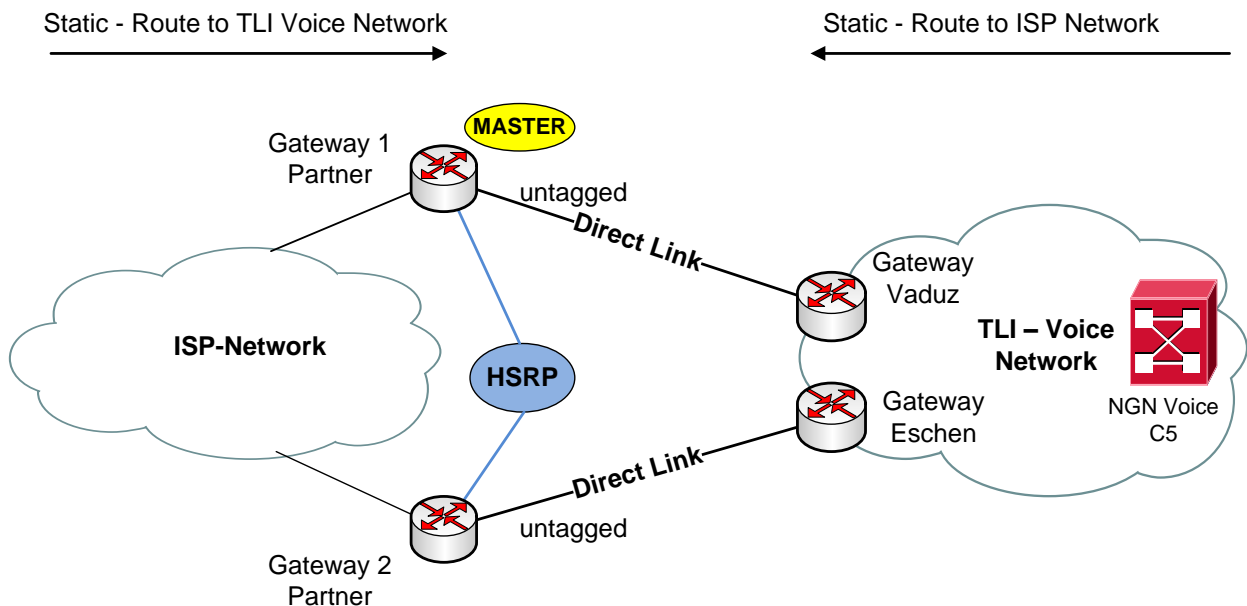 Static - Route to TLI Voice Network
Static - Route to ISP Network
MASTER
Gateway 1
Partner
untagged
Direct Link
Gateway
Vaduz
ISP-Network
TLI – Voice
Network
HSRP
Gateway
Eschen
NGN Voice
C5
Direct Link
untagged
Gateway 2
Partner